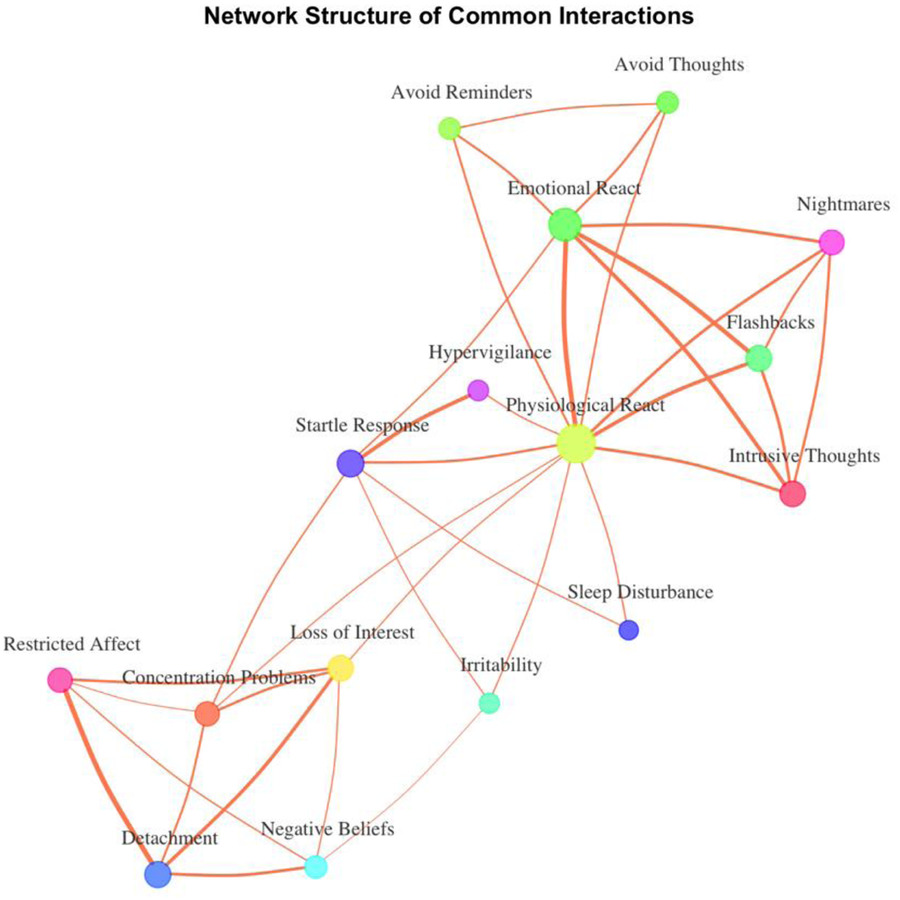 Network Structure of Common Interactions
Avoid Thoughts
Avoid Reminders
Emotional React
Nightmares
Flashbacks
Hypervigilance
Physiological React
Startle Response
Intrusive Thoughts
Sleep Disturbance
Loss of Interest
Restricted Affect
Irritability
Concentration Problems
Negative Beliefs
Detachment